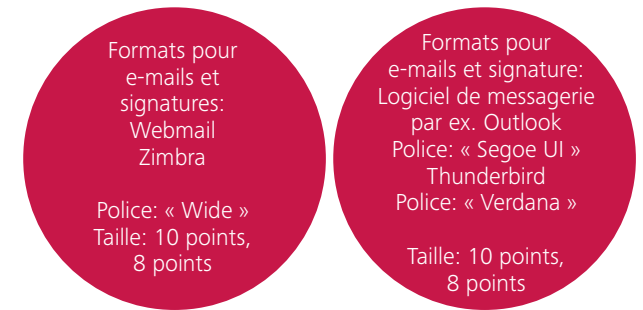 Formats pour
e-mails et
signatures:
Webmail
Zimbra
Police: « Wide »
Taille: 10 points,
8 points
Formats pour
e-mails et signature:
Logiciel de messagerie
par ex. Outlook
Police: « Segoe UI »
Thunderbird
Police: « Verdana »
Taille: 10 points,
8 points